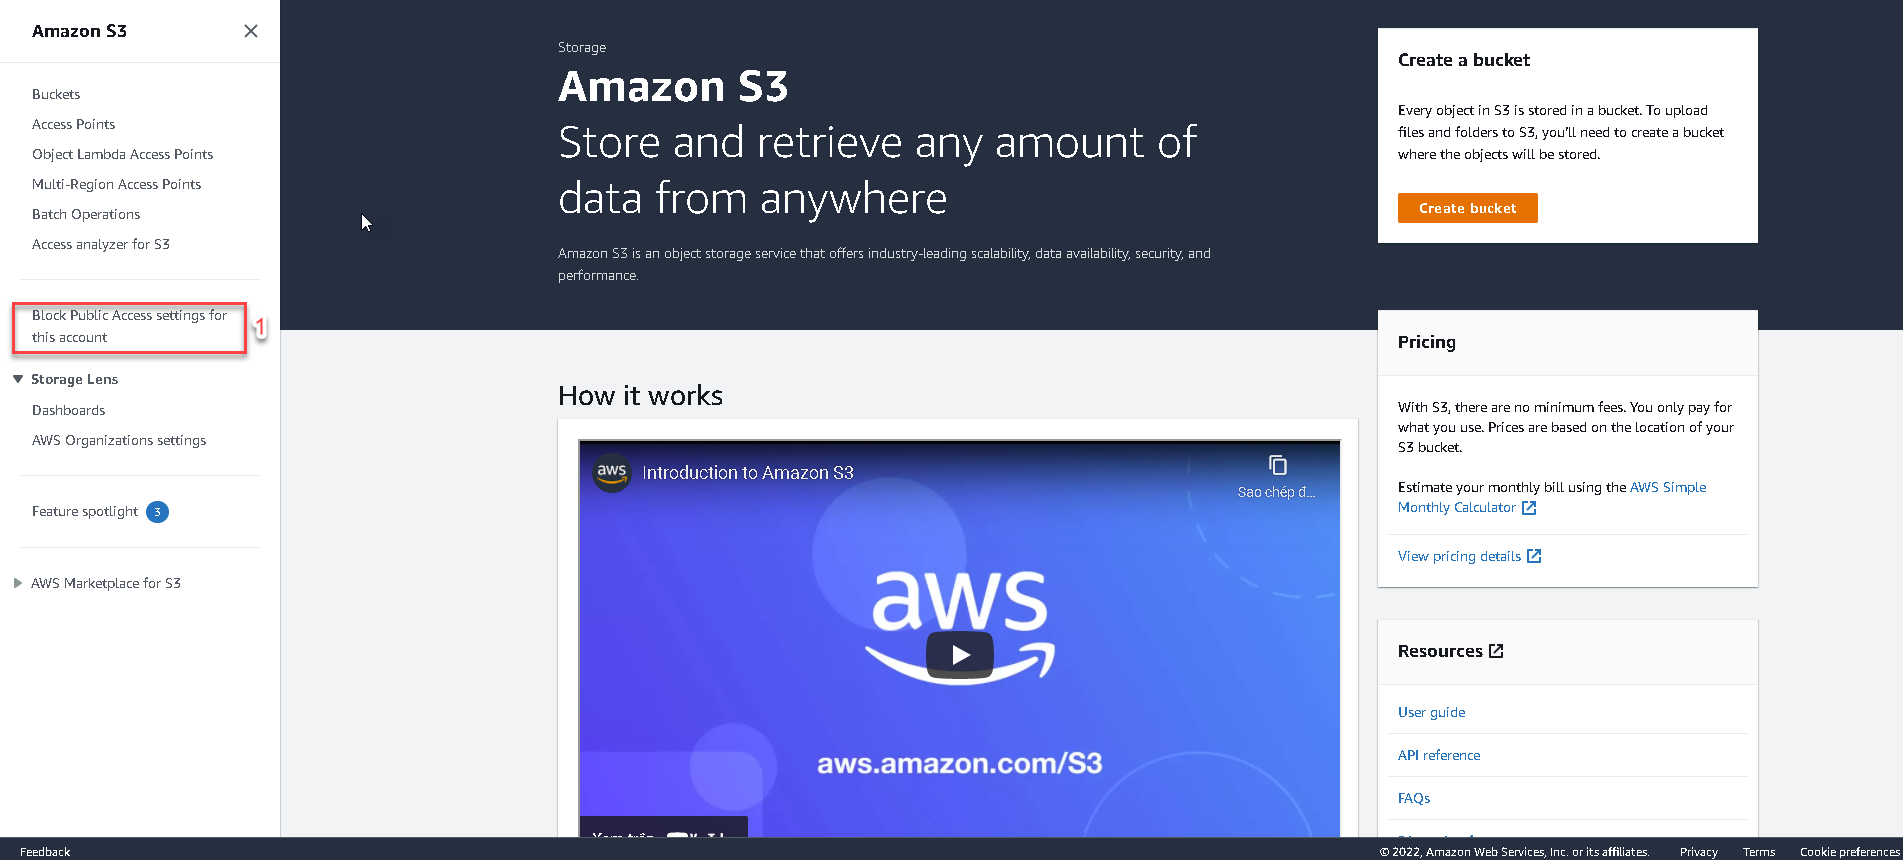 Amazon S3
Buckets
Access Points
Object Lambda Access Points
Multi-Region Access Points
Batch Operations
Access analyzer for S3
Block Public Access settings for
this account
1
Storage Lens
Dashboards
AWS Organizations settings
Feature spotlight 3
AWS Marketplace for S3
Storage
Amazon S3
Store and retrieve any amount of
data from anywhere
Amazon S3 is an object storage service that offers industry-leading scalability, data availability, security, and
performance.
Create a bucket
Every object in S3 is stored in a bucket. To upload
files and folders to S3, you'll need to create a bucket
where the objects will be stored.
Create bucket
How it works
aws Introduction to Amazon S3
Sao chép đ...
aws
aws.amazon.com/S3
Xem trên
Pricing
With S3, there are no minimum fees. You only pay for
what you use. Prices are based on the location of your
S3 bucket.
Estimate your monthly bill using the AWS Simple
Monthly Calculator
View pricing details
Resources
User guide
API reference
FAQs
Feedback
© 2022, Amazon Web Services, Inc. or its affiliates. Privacy Terms Cookie preferences